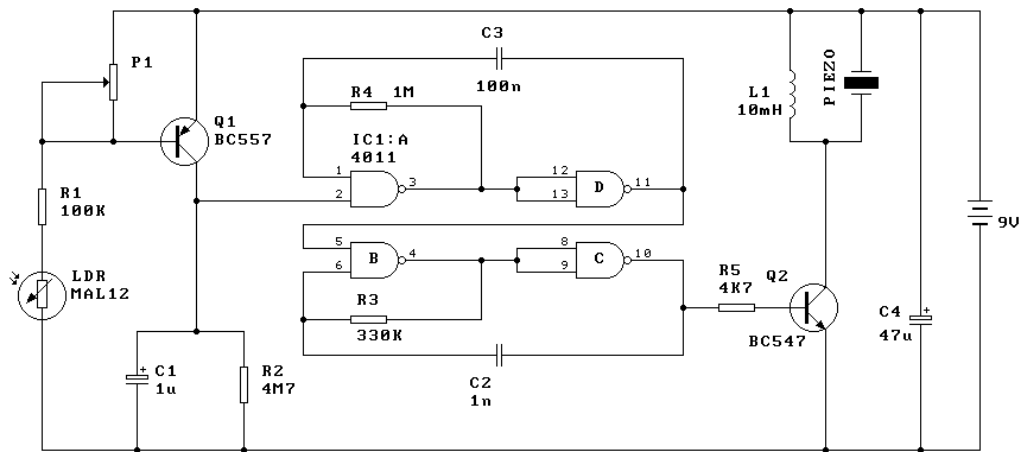 C3
100n
P1
R4 1M
Q1
BC557
IC1:A
4011
L1
10mH
PIEZO
1
2
3
12
13
D
11
R1
100K
9V
5
6
B
4
8
9
C
10
LDR
MAL12
R3
330K
R5
4K7
Q2
BC547
C4
+
47u
+
C1
1u
R2
4M7
C2
1n